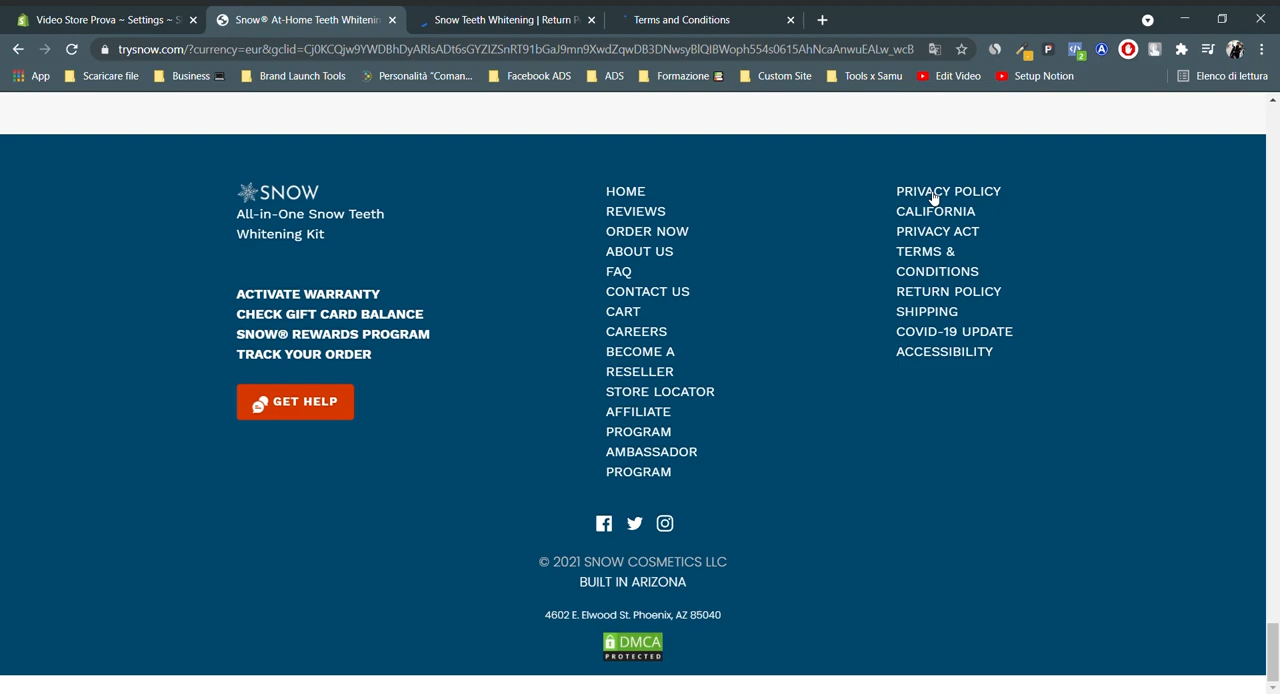 Video Store Prova ~ Settings ~ S
Snow® At-Home Teeth Whitenin
Snow Teeth Whitening | Return P
Terms and Conditions
trysnow.com/?currency=eur&gclid=Cj0KCQjw9YWDBhDyARIsADt6sGYZIZSnRT91bGaJ9mn9XwdZqwDB3DNwsyBlQIBWoph554s0615AhNcaAnwuEALw_wcB
App
Scaricare file
Business
Brand Launch Tools
Personalità "Coman...
Facebook ADS
ADS
Formazione
Custom Site
Tools x Samu
Edit Video
Setup Notion
Elenco di lettura
SNOW
All-in-One Snow Teeth
Whitening Kit
ACTIVATE WARRANTY
CHECK GIFT CARD BALANCE
SNOW® REWARDS PROGRAM
TRACK YOUR ORDER
GET HELP
HOME
REVIEWS
ORDER NOW
ABOUT US
FAQ
CONTACT US
CART
CAREERS
BECOME A
RESELLER
STORE LOCATOR
AFFILIATE
PROGRAM
AMBASSADOR
PROGRAM
PRIVACY POLICY
CALIFORNIA
PRIVACY ACT
TERMS &
CONDITIONS
RETURN POLICY
SHIPPING
COVID-19 UPDATE
ACCESSIBILITY
© 2021 SNOW COSMETICS LLC
BUILT IN ARIZONA
4602 E. Elwood St. Phoenix, AZ 85040
DMCA
PROTECTED